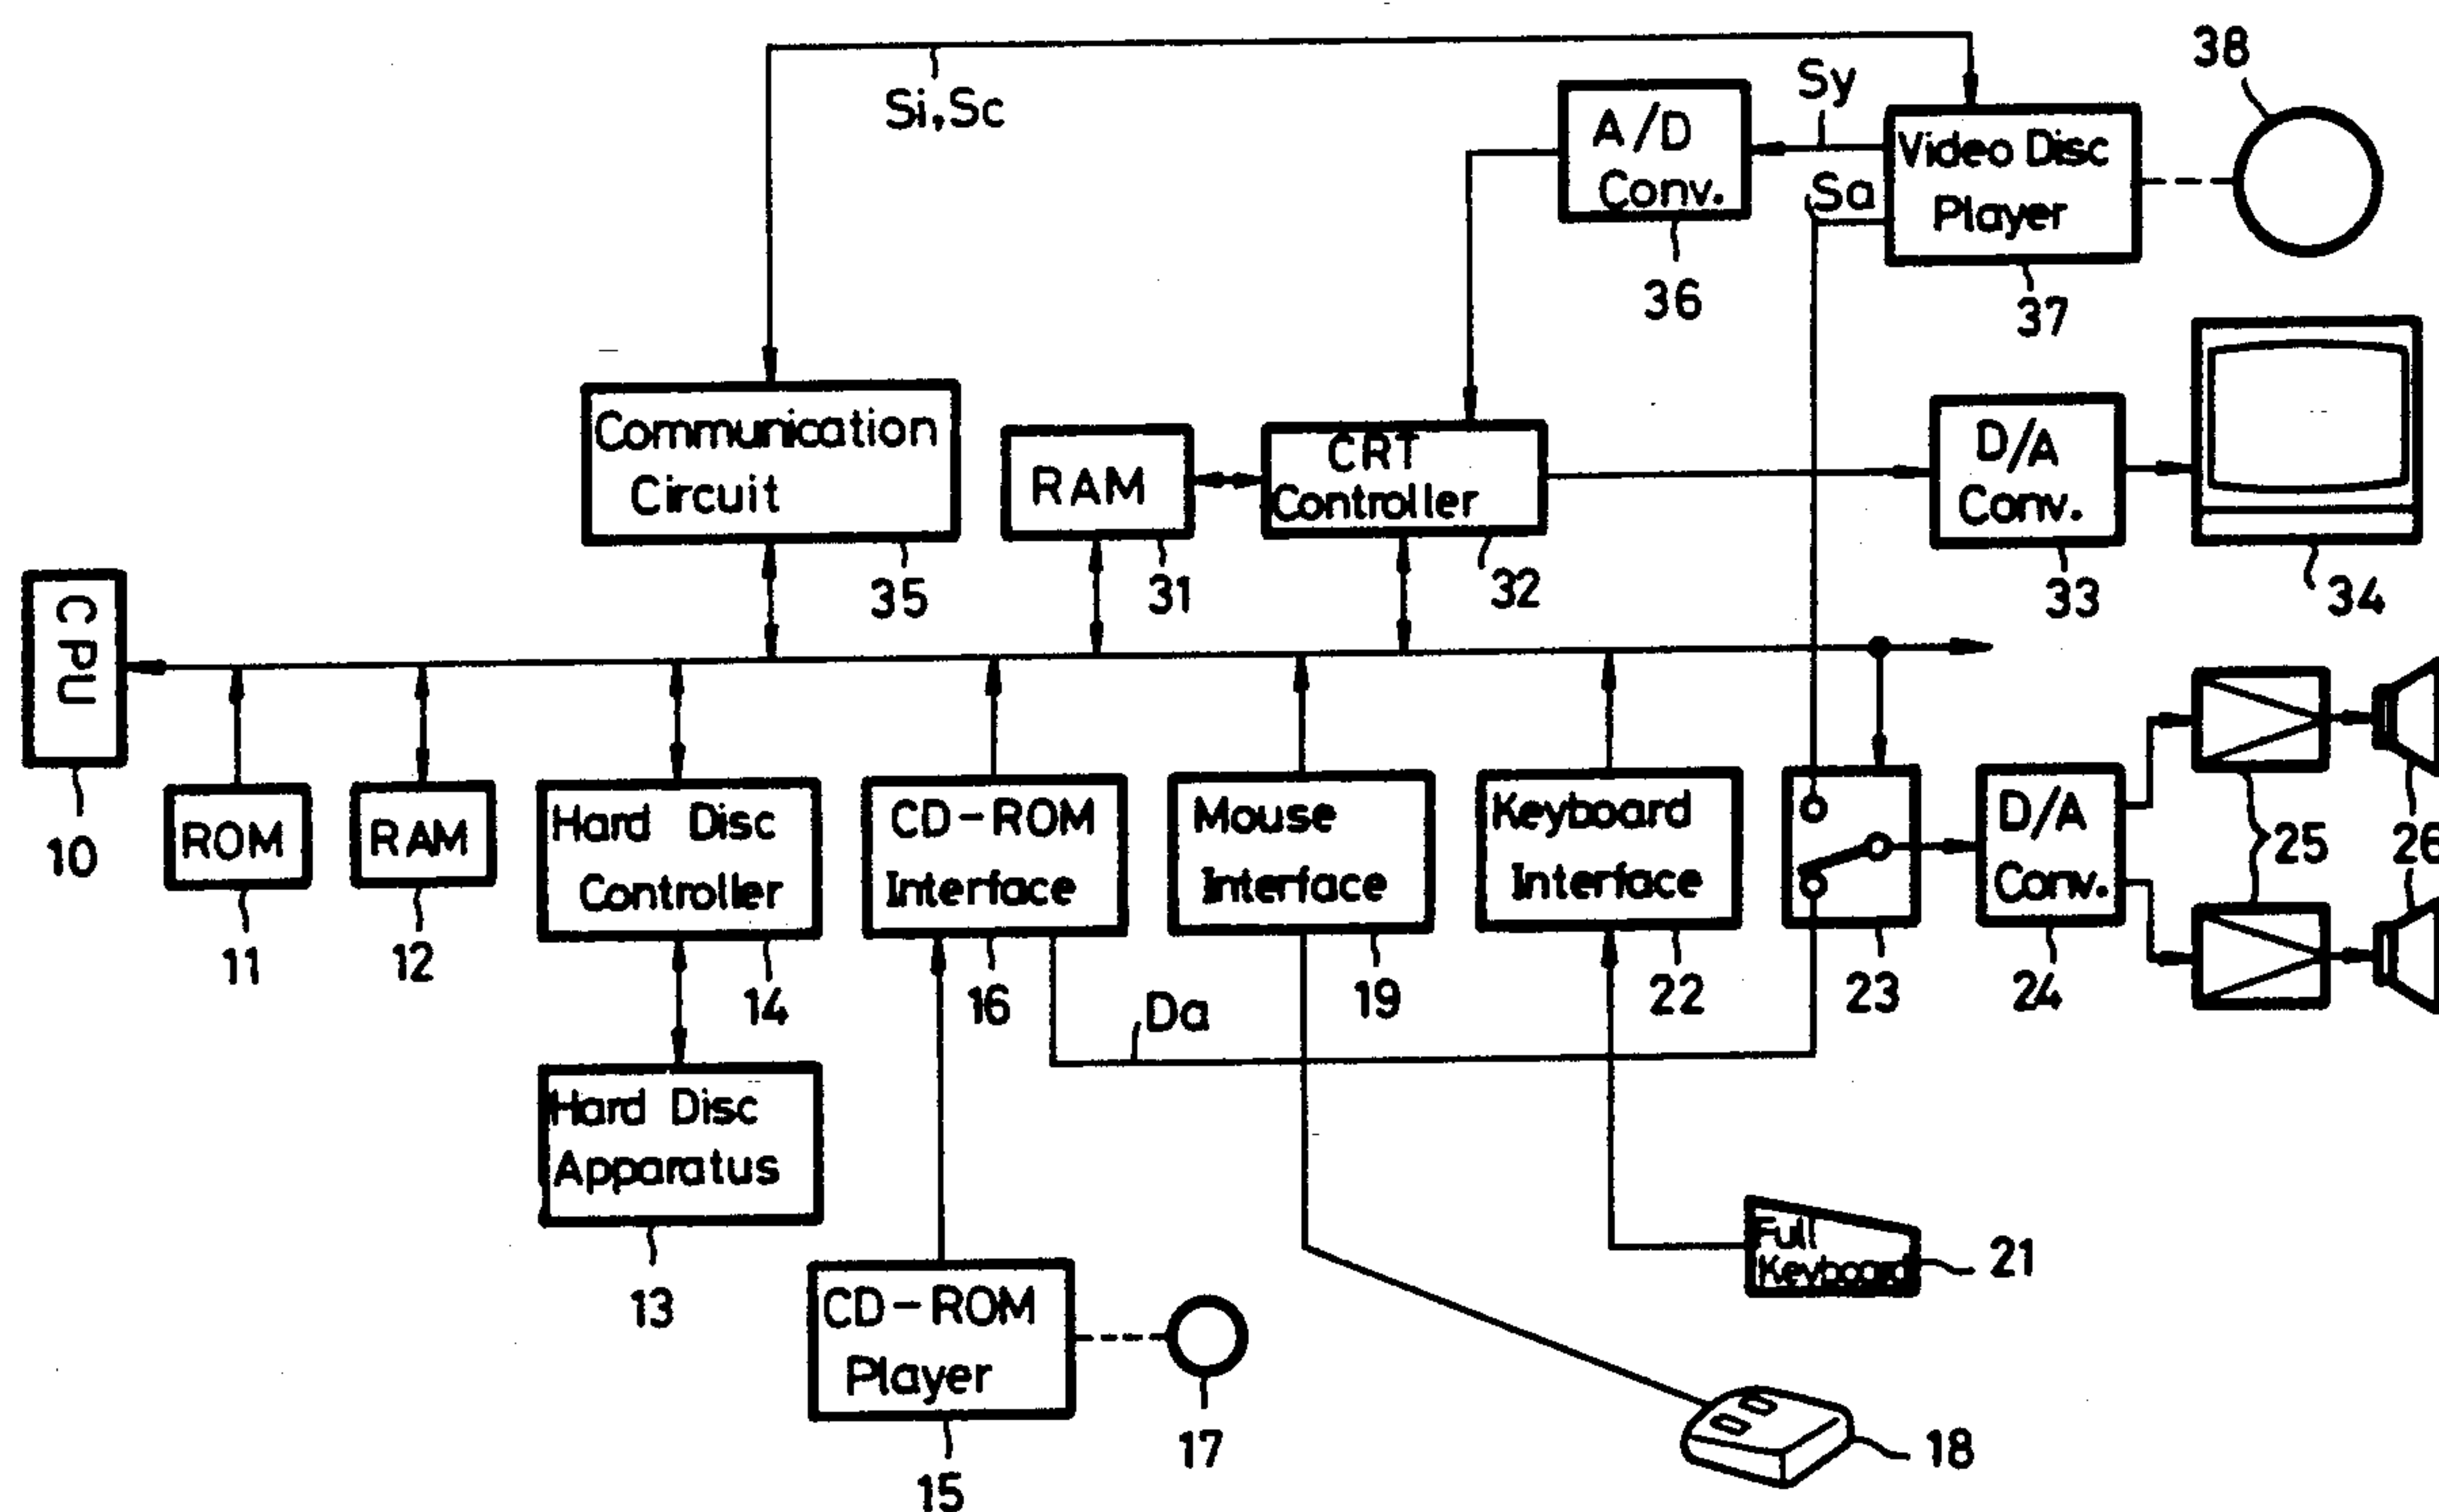 Si,Sc
A/D
Conv.
36
Sy
Sa
Video Disc
Player
37
38
Communication
Circuit
35
RAM
31
CRT
Controller
32
D/A
Conv.
33
34
CPU
10
ROM
11
RAM
12
Hard Disc
Controller
14
CD-ROM
Interface
16
Mouse
Interface
19
Keyboard
Interface
22
23
D/A
Conv.
24
25
26
Da
Hard Disc
Apparatus
13
CD-ROM
Player
15
17
Full
Keyboard
21
18